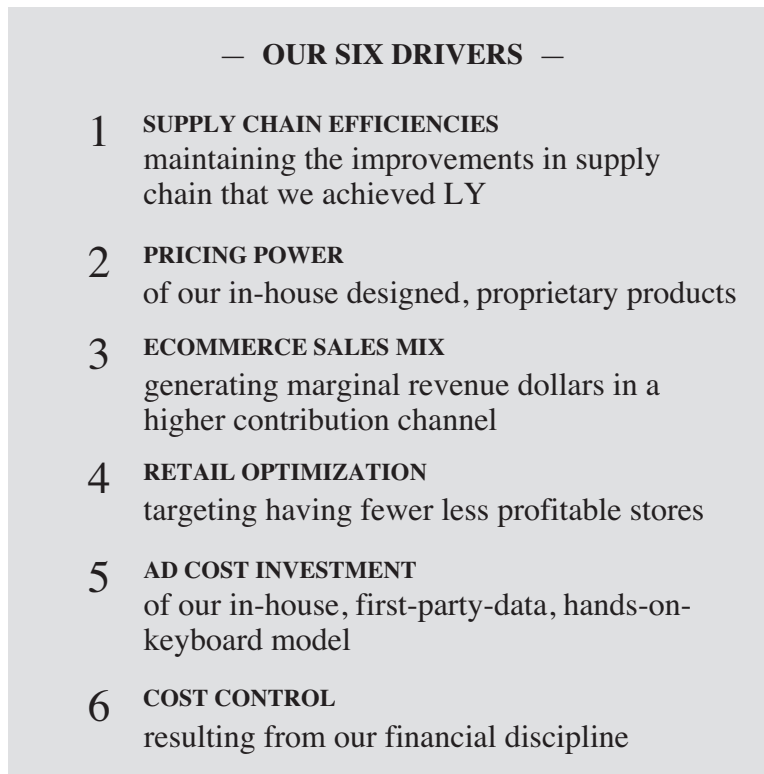 — OUR SIX DRIVERS —
1 SUPPLY CHAIN EFFICIENCIES
maintaining the improvements in supply
chain that we achieved LY
2 PRICING POWER
of our in-house designed, proprietary products
3 ECOMMERCE SALES MIX
generating marginal revenue dollars in a
higher contribution channel
4 RETAIL OPTIMIZATION
targeting having fewer less profitable stores
5 AD COST INVESTMENT
of our in-house, first-party-data, hands-on-
keyboard model
6 COST CONTROL
resulting from our financial discipline